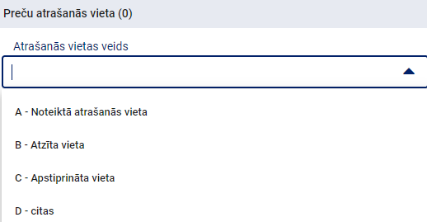 Preču atrašanās vieta (0)
Atrašanās vietas veids
A - Noteiktā atrašanās vieta
B - Atzīta vieta
C - Apstiprināta vieta
D - citas